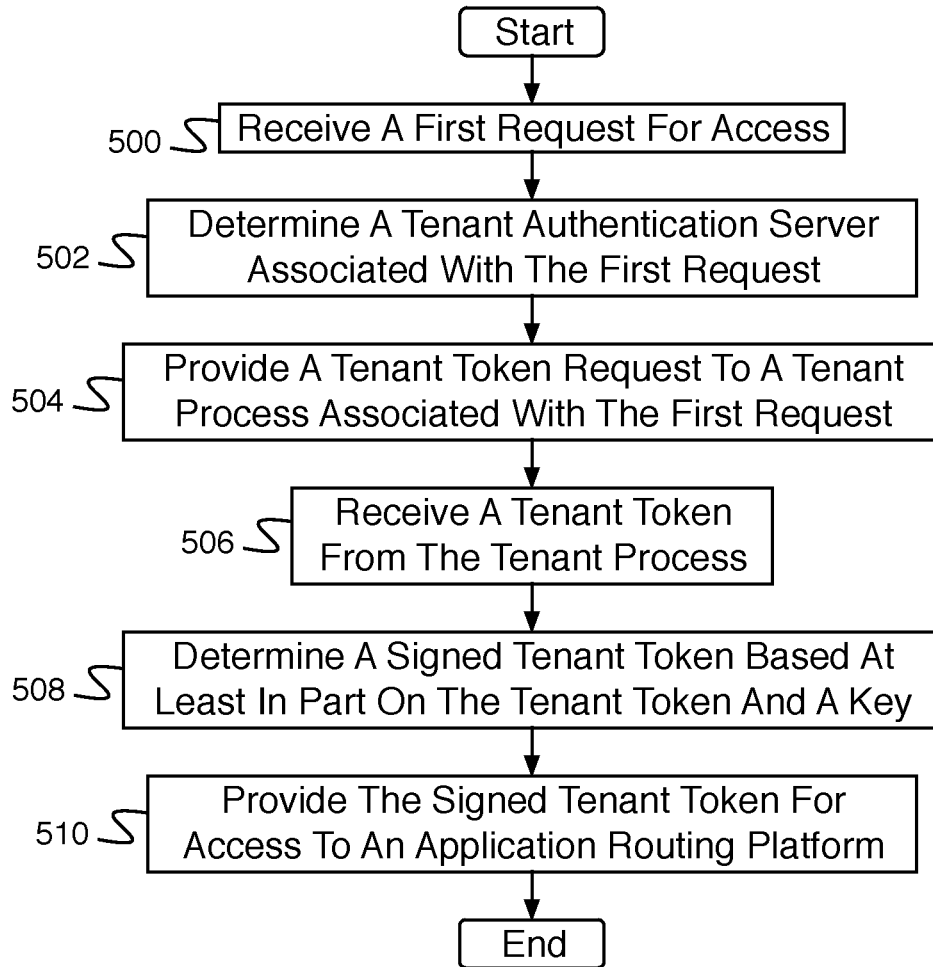 Start
500
Receive A First Request For Access
502
Determine A Tenant Authentication Server
Associated With The First Request
504
Provide A Tenant Token Request To A Tenant
Process Associated With The First Request
506
Receive A Tenant Token
From The Tenant Process
508
Determine A Signed Tenant Token Based At
Least In Part On The Tenant Token And A Key
510
Provide The Signed Tenant Token For
Access To An Application Routing Platform
End